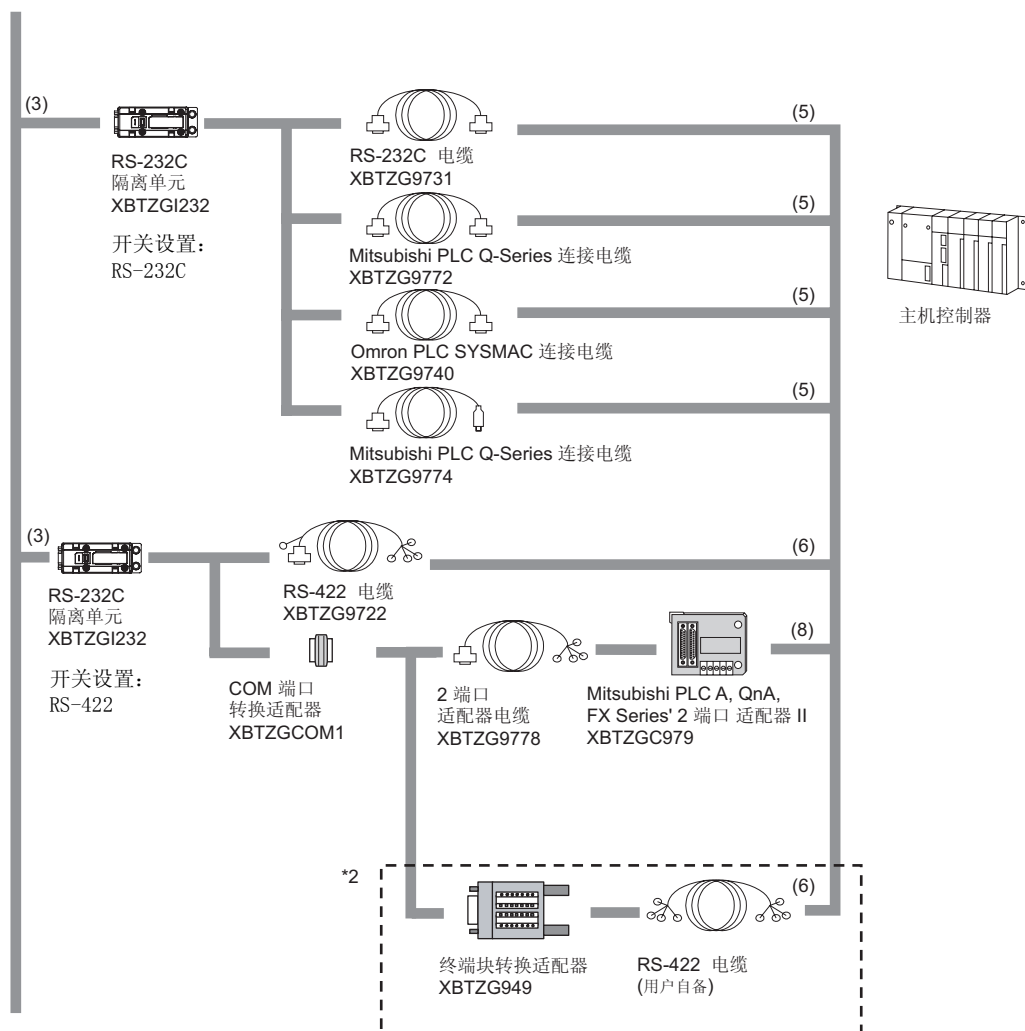 (3)
RS-232C
隔离单元
XBTZGI232
开关设置：
RS-232C
(5)
RS-232C 电缆
XBTZG9731
(5)
Mitsubishi PLC Q-Series 连接电缆
XBTZG9772
(5)
Omron PLC SYSMAC 连接电缆
XBTZG9740
(5)
Mitsubishi PLC Q-Series 连接电缆
XBTZG9774
主机控制器
(3)
RS-232C
隔离单元
XBTZGI232
开关设置：
RS-422
(6)
RS-422 电缆
XBTZG9722
COM 端口
转换适配器
XBTZGCOM1
2 端口
适配器电缆
XBTZG9778
(8)
Mitsubishi PLC A, QnA,
FX Series' 2 端口 适配器 II
XBTZGC979
*2
(6)
终端块转换适配器
XBTZG949
RS-422 电缆
(用户自备)